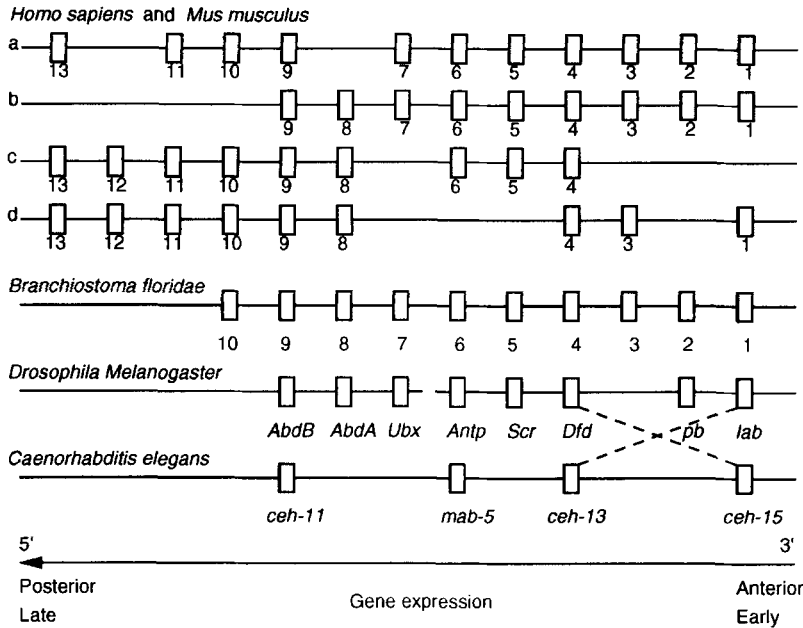 Homo sapiens and Mus musculus
a
13 11 10 9 7 6 5 4 3 2 1
b
9 8 7 6 5 4 3 2 1
c
13 12 11 10 9 8 6 5 4
d
13 12 11 10 9 8 4 3 1
Branchiostoma floridae
10 9 8 7 6 5 4 3 2 1
Drosophila Melanogaster
AbdB AbdA Ubx Antp Scr Dfd pb lab
Caenorhabditis elegans
ceh-11 mab-5 ceh-13 ceh-15
5' 3'
Posterior Anterior
Gene expression
Late Early